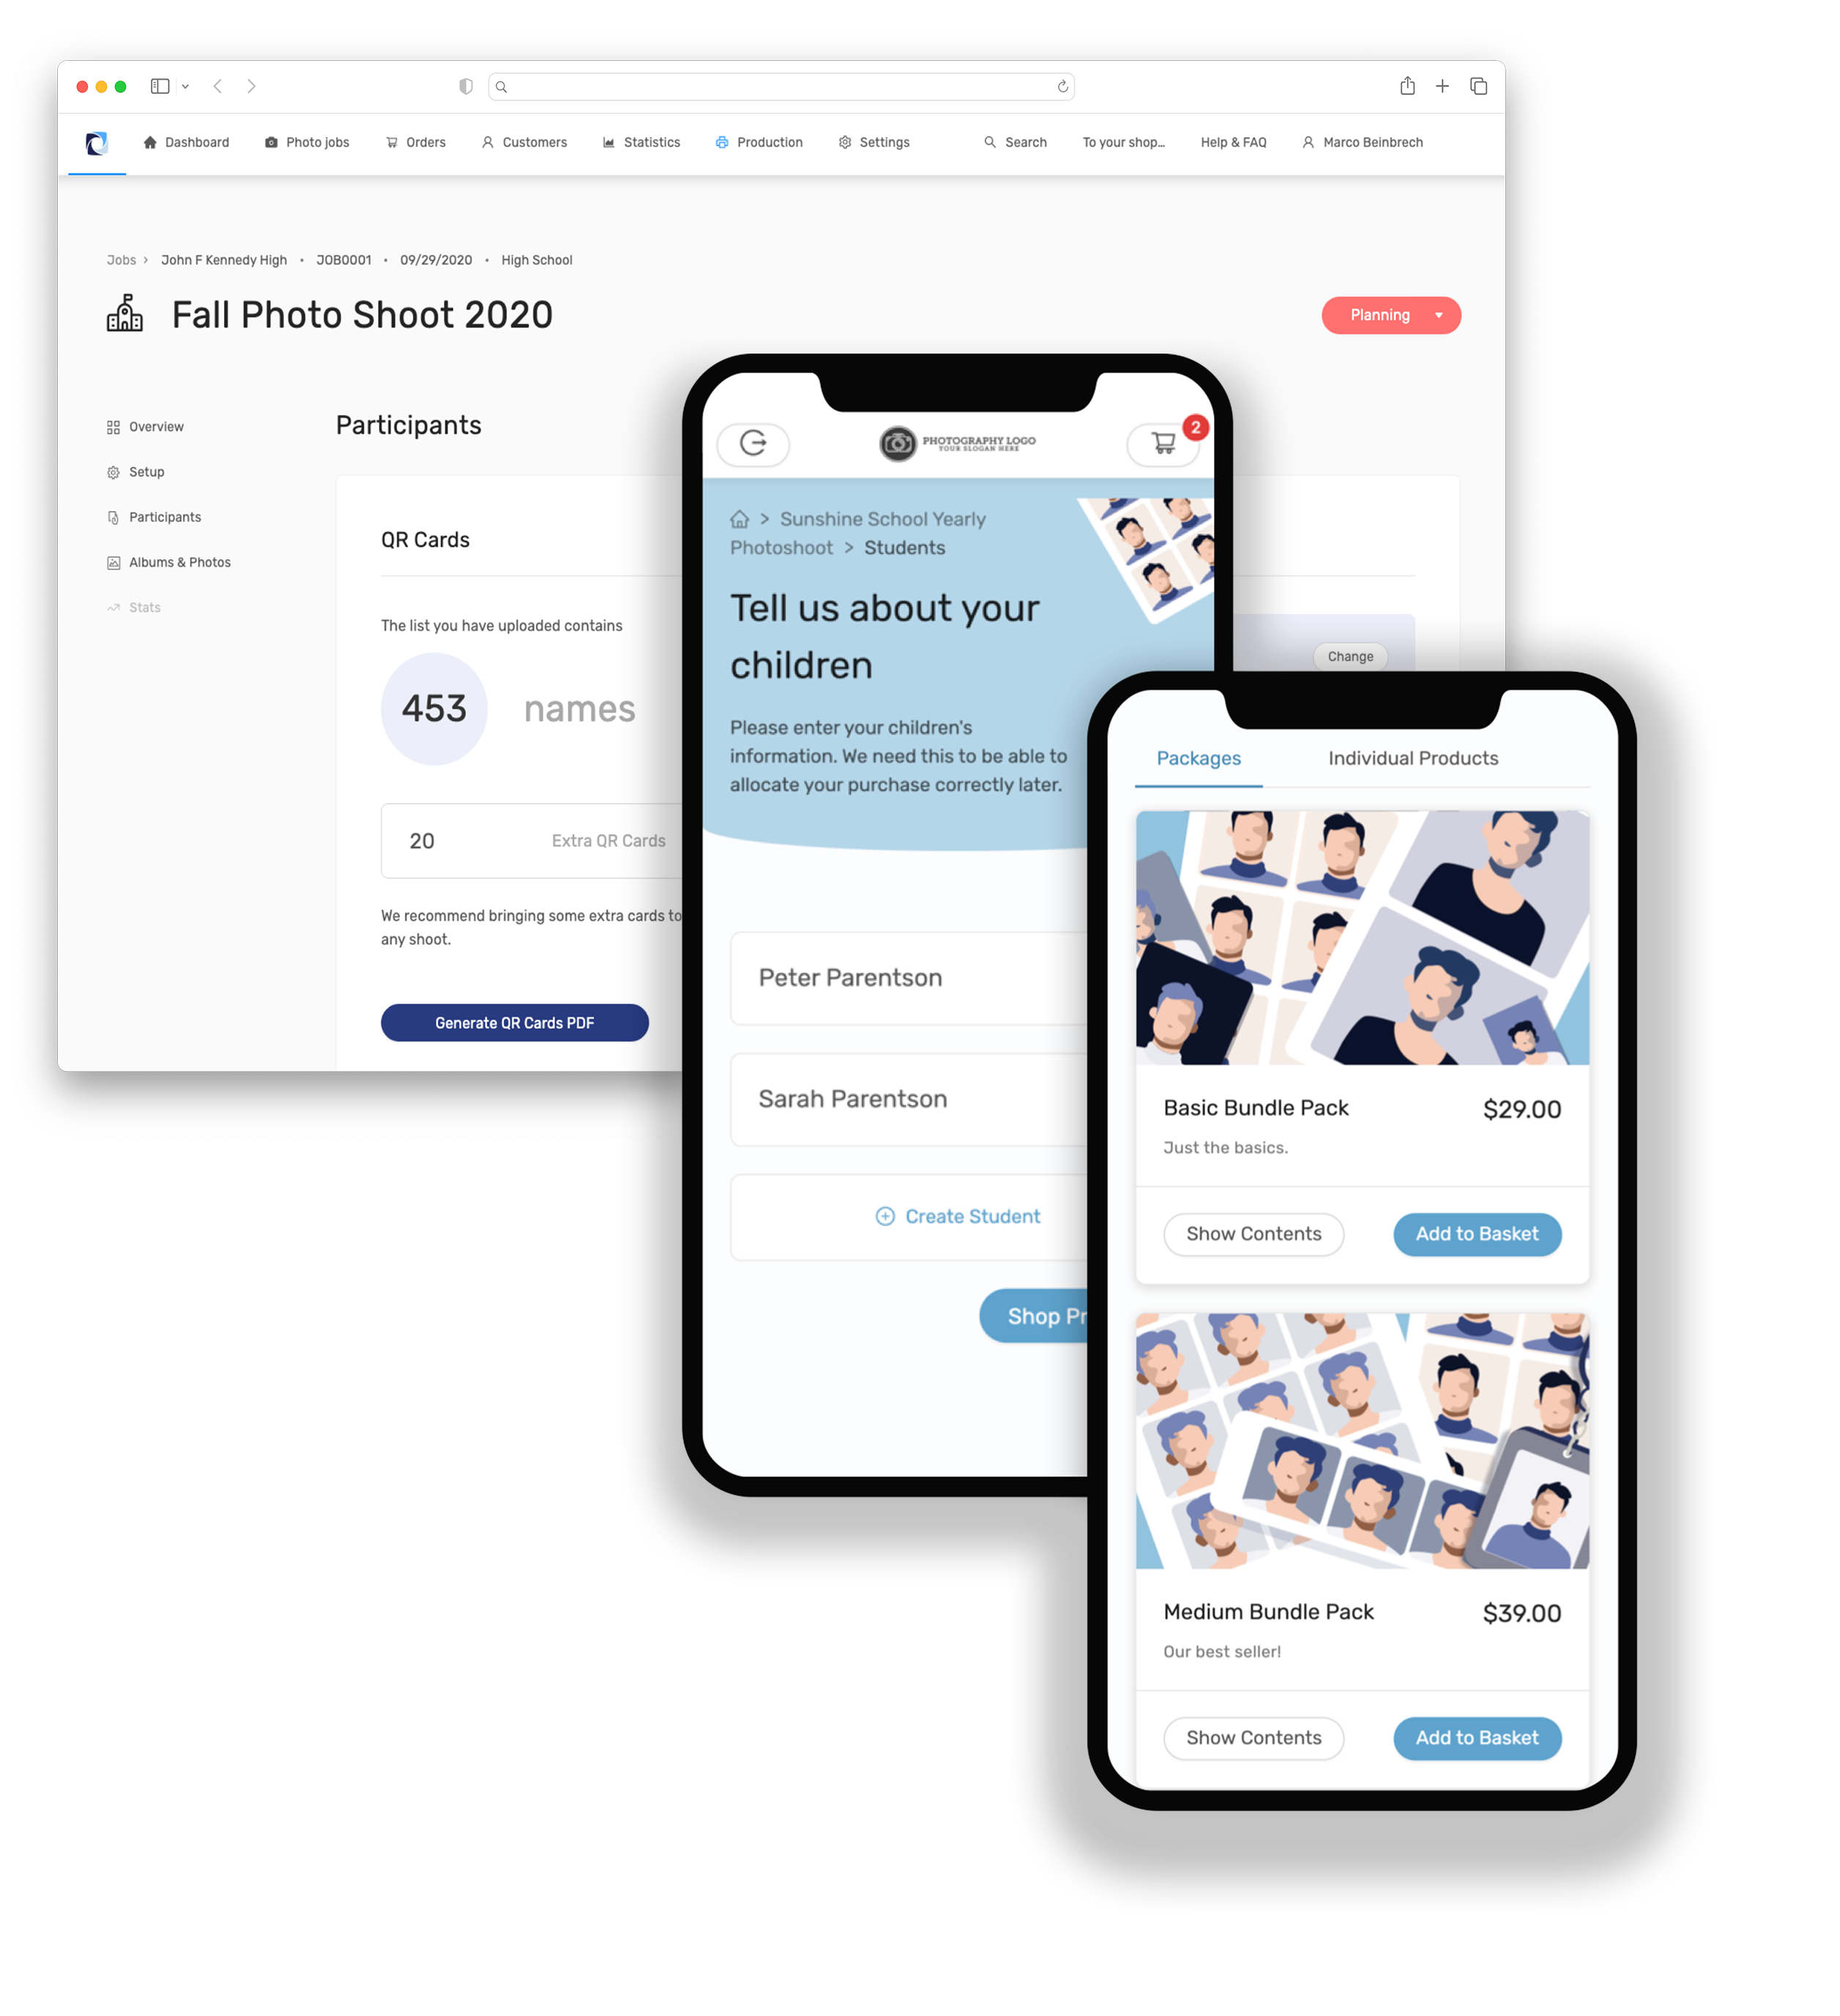 Dashboard
Photo jobs
Orders
Customers
Statistics
Production
Settings
Search
To your shop...
Help & FAQ
Marco Beinbrech
Jobs > John F Kennedy High • JOB0001 • 09/29/2020 • High School
Fall Photo Shoot 2020
Planning
Overview
Setup
Participants
Albums & Photos
Stats
Participants
QR Cards
The list you have uploaded contains
453 names
20 Extra QR Cards
We recommend bringing some extra cards to
any shoot.
Generate QR Cards PDF
Change
PHOTOGRAPHY LOGO
YOUR SLOGAN HERE
2
> Sunshine School Yearly
Photoshoot > Students
Tell us about your
children
Please enter your children's
information. We need this to be able to
allocate your purchase correctly later.
Peter Parentson
Sarah Parentson
Create Student
Shop Pr
Packages
Individual Products
Basic Bundle Pack $29.00
Just the basics.
Show Contents
Add to Basket
Medium Bundle Pack $39.00
Our best seller!
Show Contents
Add to Basket